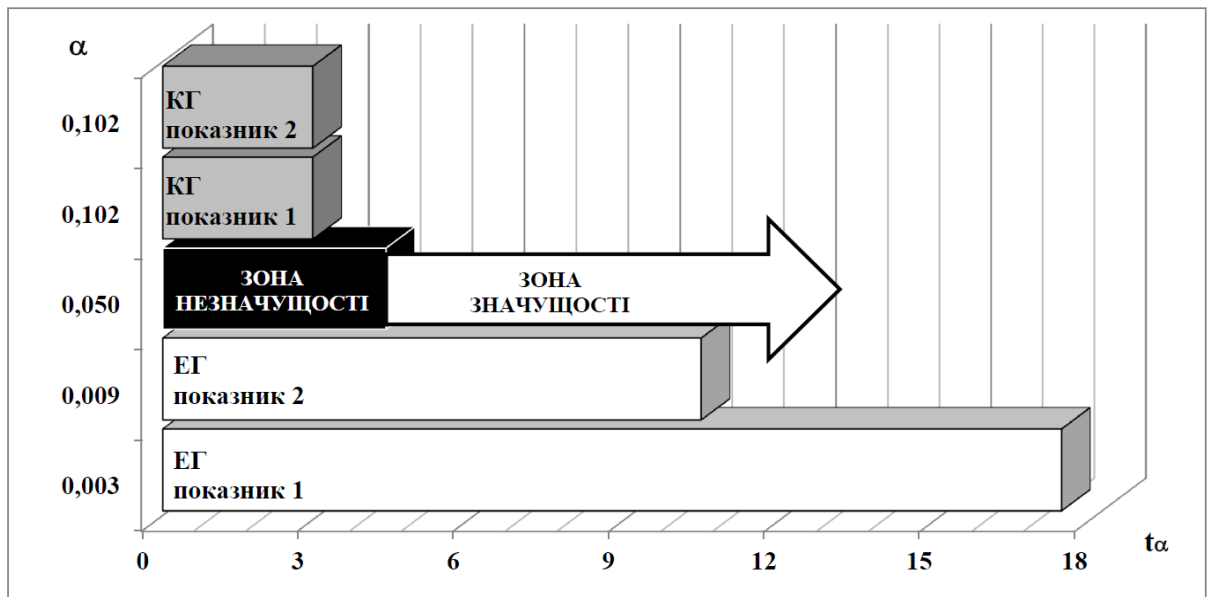 α
0,102
КГ
показник 2
0,102
КГ
показник 1
0,050
ЗОНА
НЕЗНАЧУЩОСТІ
ЗОНА
ЗНАЧУЩОСТІ
0,009
ЕГ
показник 2
0,003
ЕГ
показник 1
0 3 6 9 12 15 18
tα